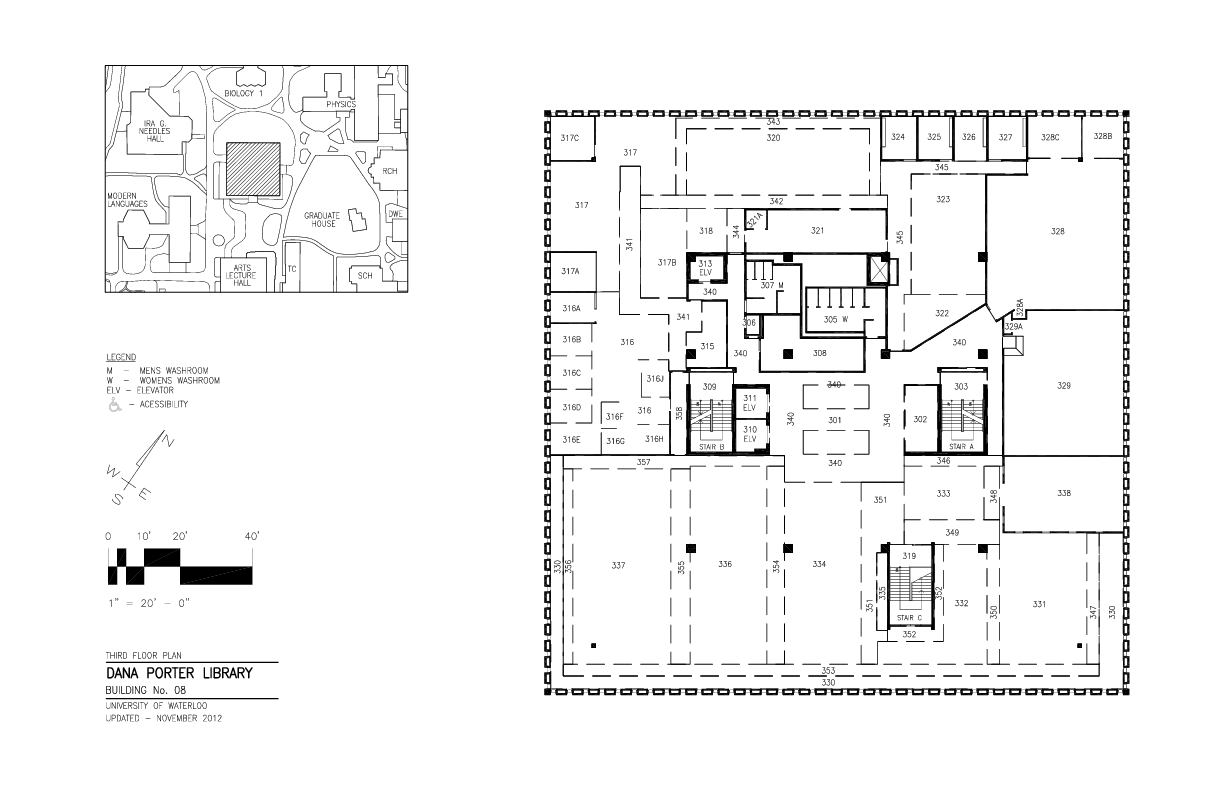 BIOLOGY 1
PHYSICS
IRA G.
NEEDLES
HALL
RCH
MODERN
LANGUAGES
GRADUATE
HOUSE
DWE
ARTS
LECTURE
HALL
TC
SCH
LEGEND
M – MENS WASHROOM
W – WOMENS WASHROOM
ELV – ELEVATOR
– ACESSIBILITY
N
W
E
S
0 10' 20' 40'
1" = 20' – 0"
THIRD FLOOR PLAN
DANA PORTER LIBRARY
BUILDING No. 08
UNIVERSITY OF WATERLOO
UPDATED – NOVEMBER 2012
343
317C
317
320
324
325
326
327
328C
328B
345
317
342
323
341
318
344
321A
321
345
328
317A
317B
313
ELV
307 M
340
316A
341
306
305 W
322
328A
329A
316B
316
315
340
308
340
316C
316J
309
340
303
329
316D
316F
316
358
311
ELV
340
301
340
302
316E
316G
316H
STAIR B
310
ELV
STAIR A
357
340
346
351
333
348
338
349
330
356
337
355
336
354
334
319
351
335
352
332
350
331
347
330
STAIR C
352
353
330